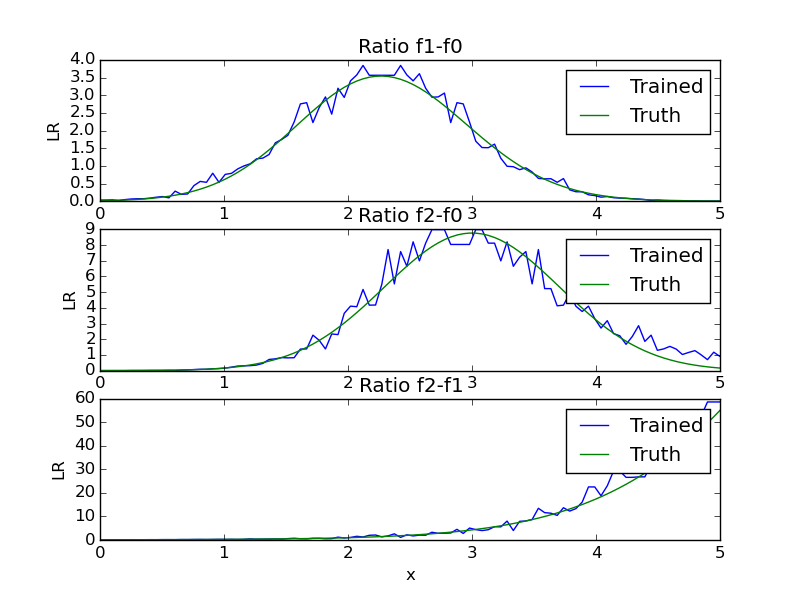 Ratio f1-f0
4.0
3.5
3.0
2.5
2.0
1.5
1.0
0.5
0.0
LR
Trained
Truth
0 1 2 3 4 5
Ratio f2-f0
9
8
7
6
5
4
3
2
1
0
LR
Trained
Truth
0 1 2 3 4 5
Ratio f2-f1
60
50
40
30
20
10
0
LR
Trained
Truth
0 1 2 3 4 5
x